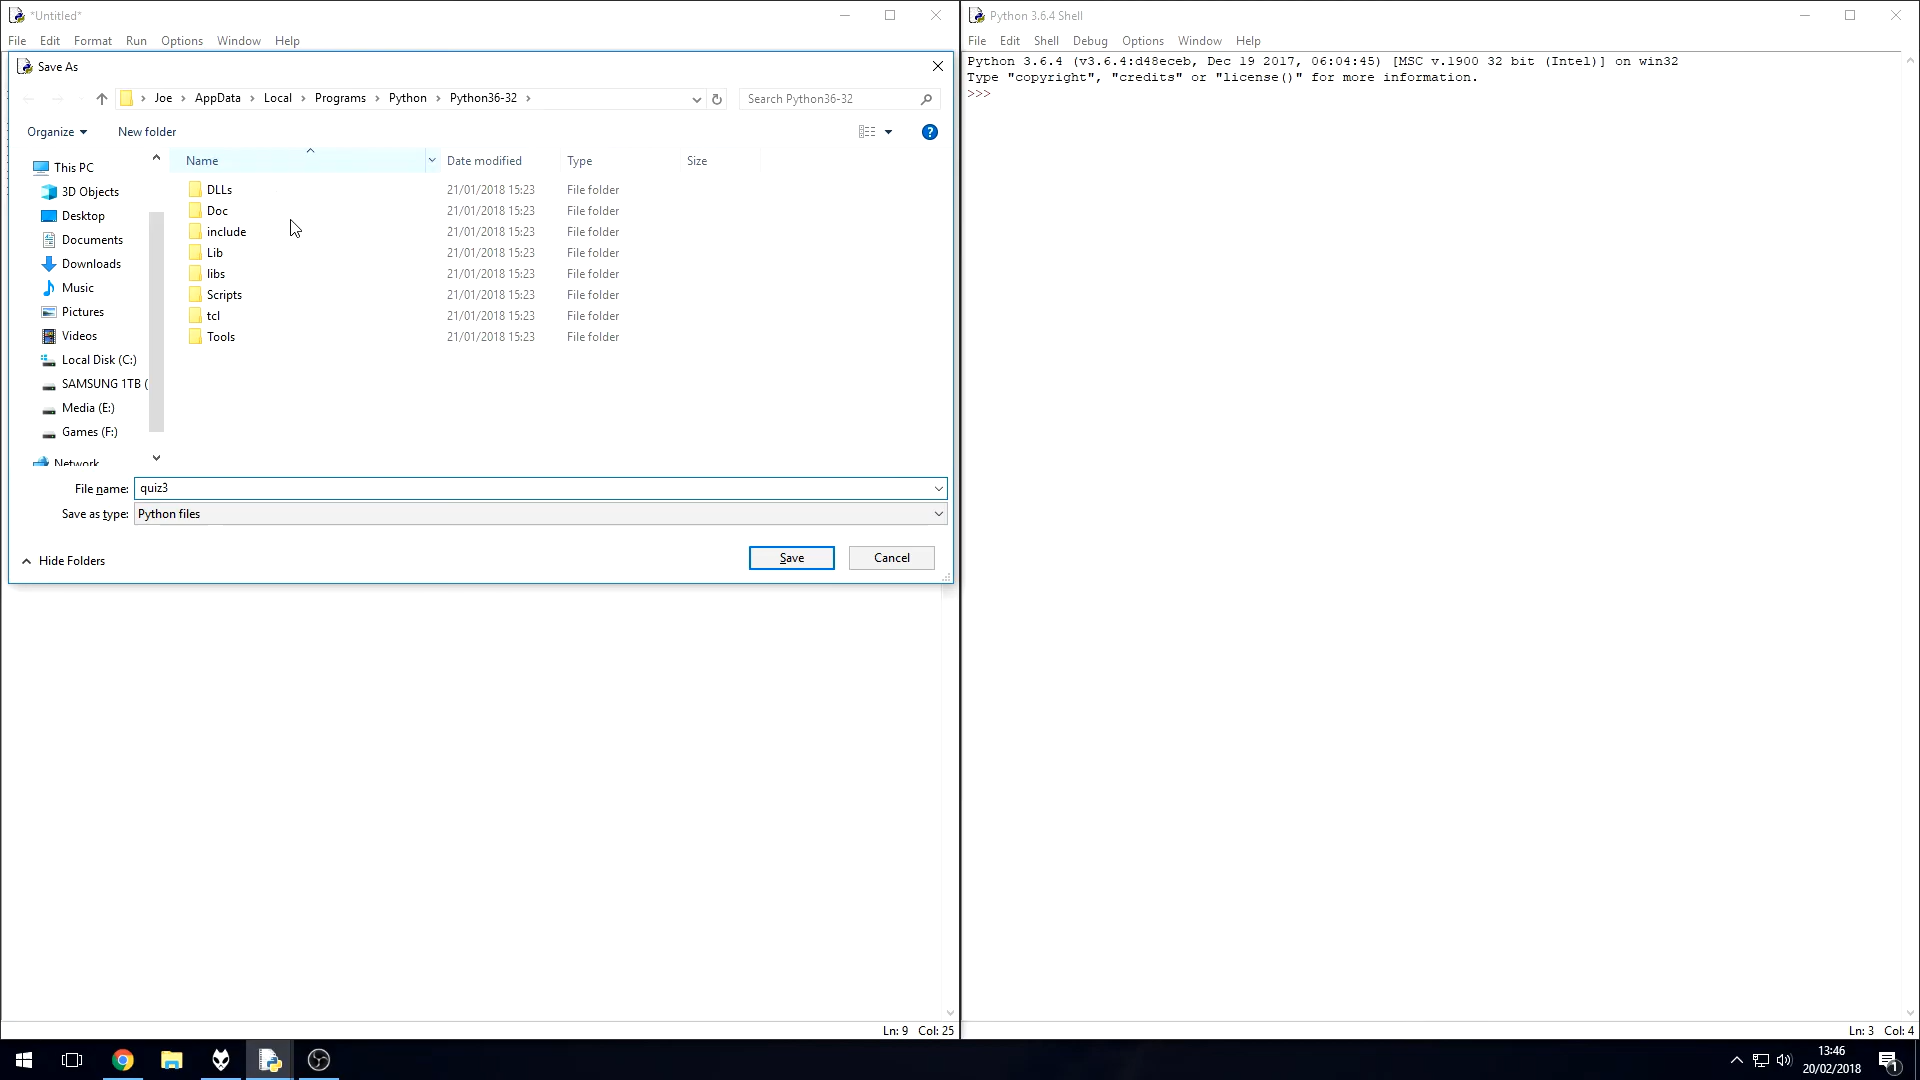 *Untitled*
File Edit Format Run Options Window Help
Save As
Joe AppData Local Programs Python Python36-32
Search Python36-32
Organize New folder
Name Date modified Type Size
This PC
3D Objects
Desktop
Documents
Downloads
Music
Pictures
Videos
Local Disk (C:)
SAMSUNG 1TB (
Media (E:)
Games (F:)
Network
DLLs 21/01/2018 15:23 File folder
Doc 21/01/2018 15:23 File folder
include 21/01/2018 15:23 File folder
Lib 21/01/2018 15:23 File folder
libs 21/01/2018 15:23 File folder
Scripts 21/01/2018 15:23 File folder
tcl 21/01/2018 15:23 File folder
Tools 21/01/2018 15:23 File folder
File name: quiz3
Save as type: Python files
Hide Folders
Save Cancel
Ln: 9 Col: 25
Python 3.6.4 Shell
File Edit Shell Debug Options Window Help
Python 3.6.4 (v3.6.4:d48eceb, Dec 19 2017, 06:04:45) [MSC v.1900 32 bit (Intel)] on win32
Type "copyright", "credits" or "license()" for more information.
>>>
Ln: 3 Col: 4
13:46
20/02/2018
1